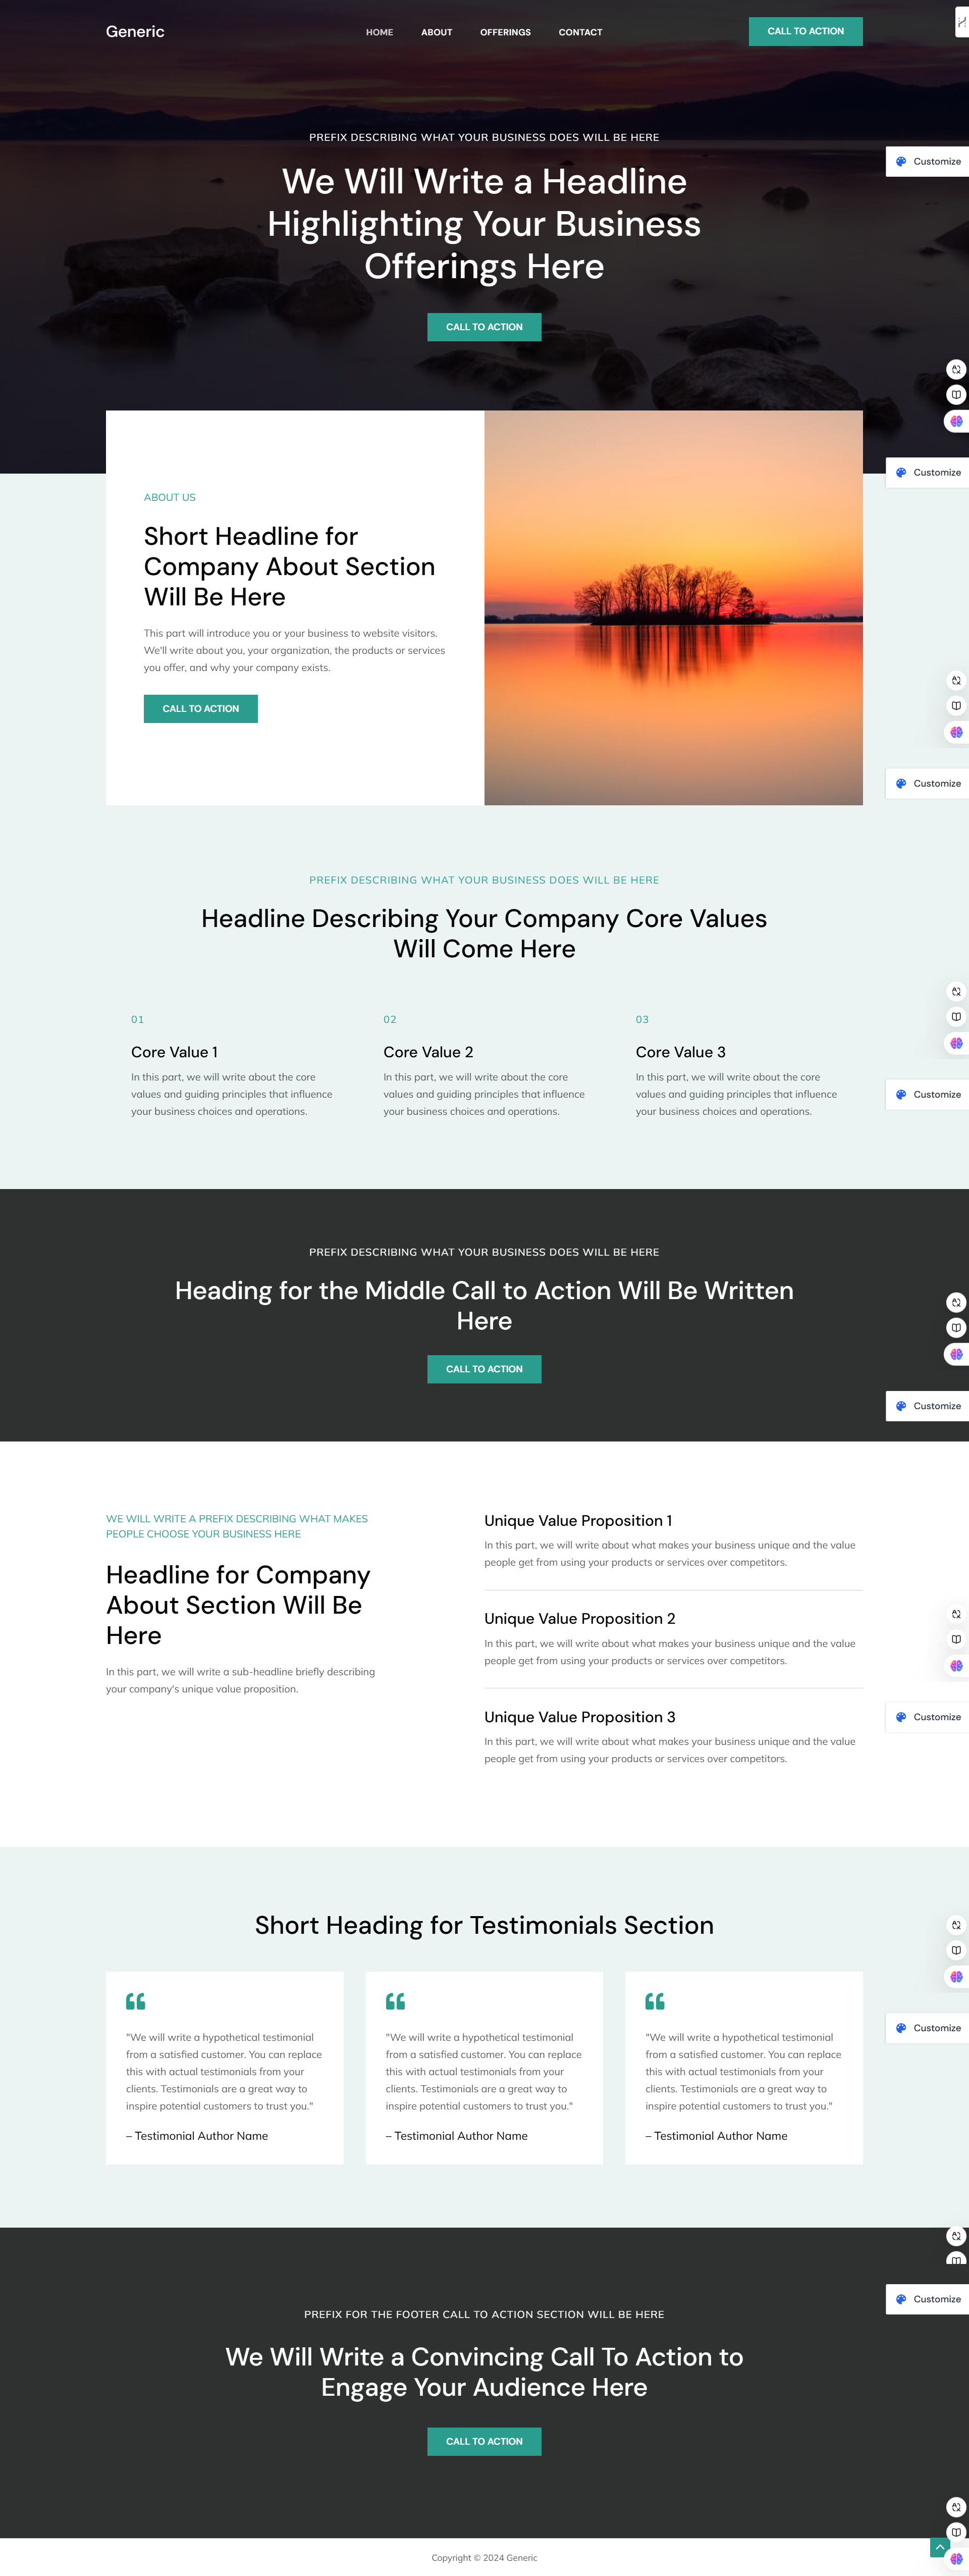 Generic
HOME
ABOUT
OFFERINGS
CONTACT
CALL TO ACTION
PREFIX DESCRIBING WHAT YOUR BUSINESS DOES WILL BE HERE
We Will Write a Headline
Highlighting Your Business
Offerings Here
CALL TO ACTION
Customize
Customize
ABOUT US
Short Headline for
Company About Section
Will Be Here
This part will introduce you or your business to website visitors.
We'll write about you, your organization, the products or services
you offer, and why your company exists.
CALL TO ACTION
Customize
PREFIX DESCRIBING WHAT YOUR BUSINESS DOES WILL BE HERE
Headline Describing Your Company Core Values
Will Come Here
01
Core Value 1
In this part, we will write about the core
values and guiding principles that influence
your business choices and operations.
02
Core Value 2
In this part, we will write about the core
values and guiding principles that influence
your business choices and operations.
03
Core Value 3
In this part, we will write about the core
values and guiding principles that influence
your business choices and operations.
Customize
PREFIX DESCRIBING WHAT YOUR BUSINESS DOES WILL BE HERE
Heading for the Middle Call to Action Will Be Written
Here
CALL TO ACTION
Customize
WE WILL WRITE A PREFIX DESCRIBING WHAT MAKES
PEOPLE CHOOSE YOUR BUSINESS HERE
Headline for Company
About Section Will Be
Here
In this part, we will write a sub-headline briefly describing
your company's unique value proposition.
Unique Value Proposition 1
In this part, we will write about what makes your business unique and the value
people get from using your products or services over competitors.
Unique Value Proposition 2
In this part, we will write about what makes your business unique and the value
people get from using your products or services over competitors.
Unique Value Proposition 3
In this part, we will write about what makes your business unique and the value
people get from using your products or services over competitors.
Customize
Short Heading for Testimonials Section
"We will write a hypothetical testimonial
from a satisfied customer. You can replace
this with actual testimonials from your
clients. Testimonials are a great way to
inspire potential customers to trust you."
– Testimonial Author Name
"We will write a hypothetical testimonial
from a satisfied customer. You can replace
this with actual testimonials from your
clients. Testimonials are a great way to
inspire potential customers to trust you."
– Testimonial Author Name
"We will write a hypothetical testimonial
from a satisfied customer. You can replace
this with actual testimonials from your
clients. Testimonials are a great way to
inspire potential customers to trust you."
– Testimonial Author Name
Customize
Customize
PREFIX FOR THE FOOTER CALL TO ACTION SECTION WILL BE HERE
We Will Write a Convincing Call To Action to
Engage Your Audience Here
CALL TO ACTION
Copyright © 2024 Generic